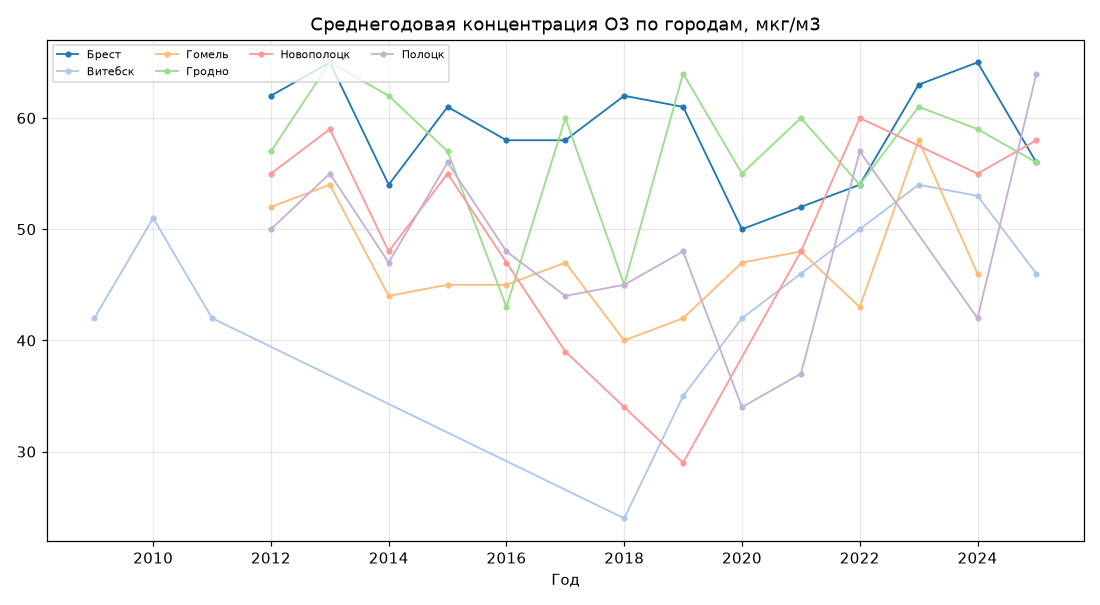 Среднегодовая концентрация О3 по городам, мкг/м3
Брест Гомель Новополоцк Полоцк
Витебск Гродно
60
50
40
30
2010 2012 2014 2016 2018 2020 2022 2024
Год